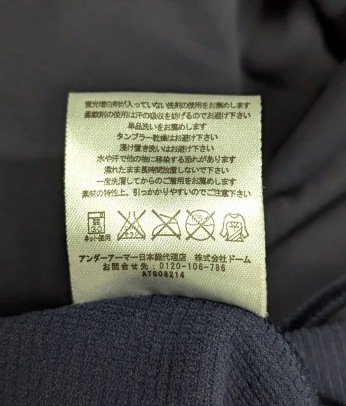 蛍光増白剤が入っていない洗剤の使用をお薦めします
柔軟剤の使用は汗の吸収を妨げるのでお避け下さい
単品洗いをお薦めします
タンブラー乾燥はお避け下さい
浸け置き洗いはお避け下さい
水や汗で他の物に移染する恐れがあります
濡れたまま長時間放置しないで下さい
一度洗濯してからのご着用をお薦めします
素材の特性上、引っかかりやすいのでご注意下さい
ネット使用
アンダーアーマー日本総代理店 株式会社ドーム
お問合せ先:0120-106-786
ATG08214